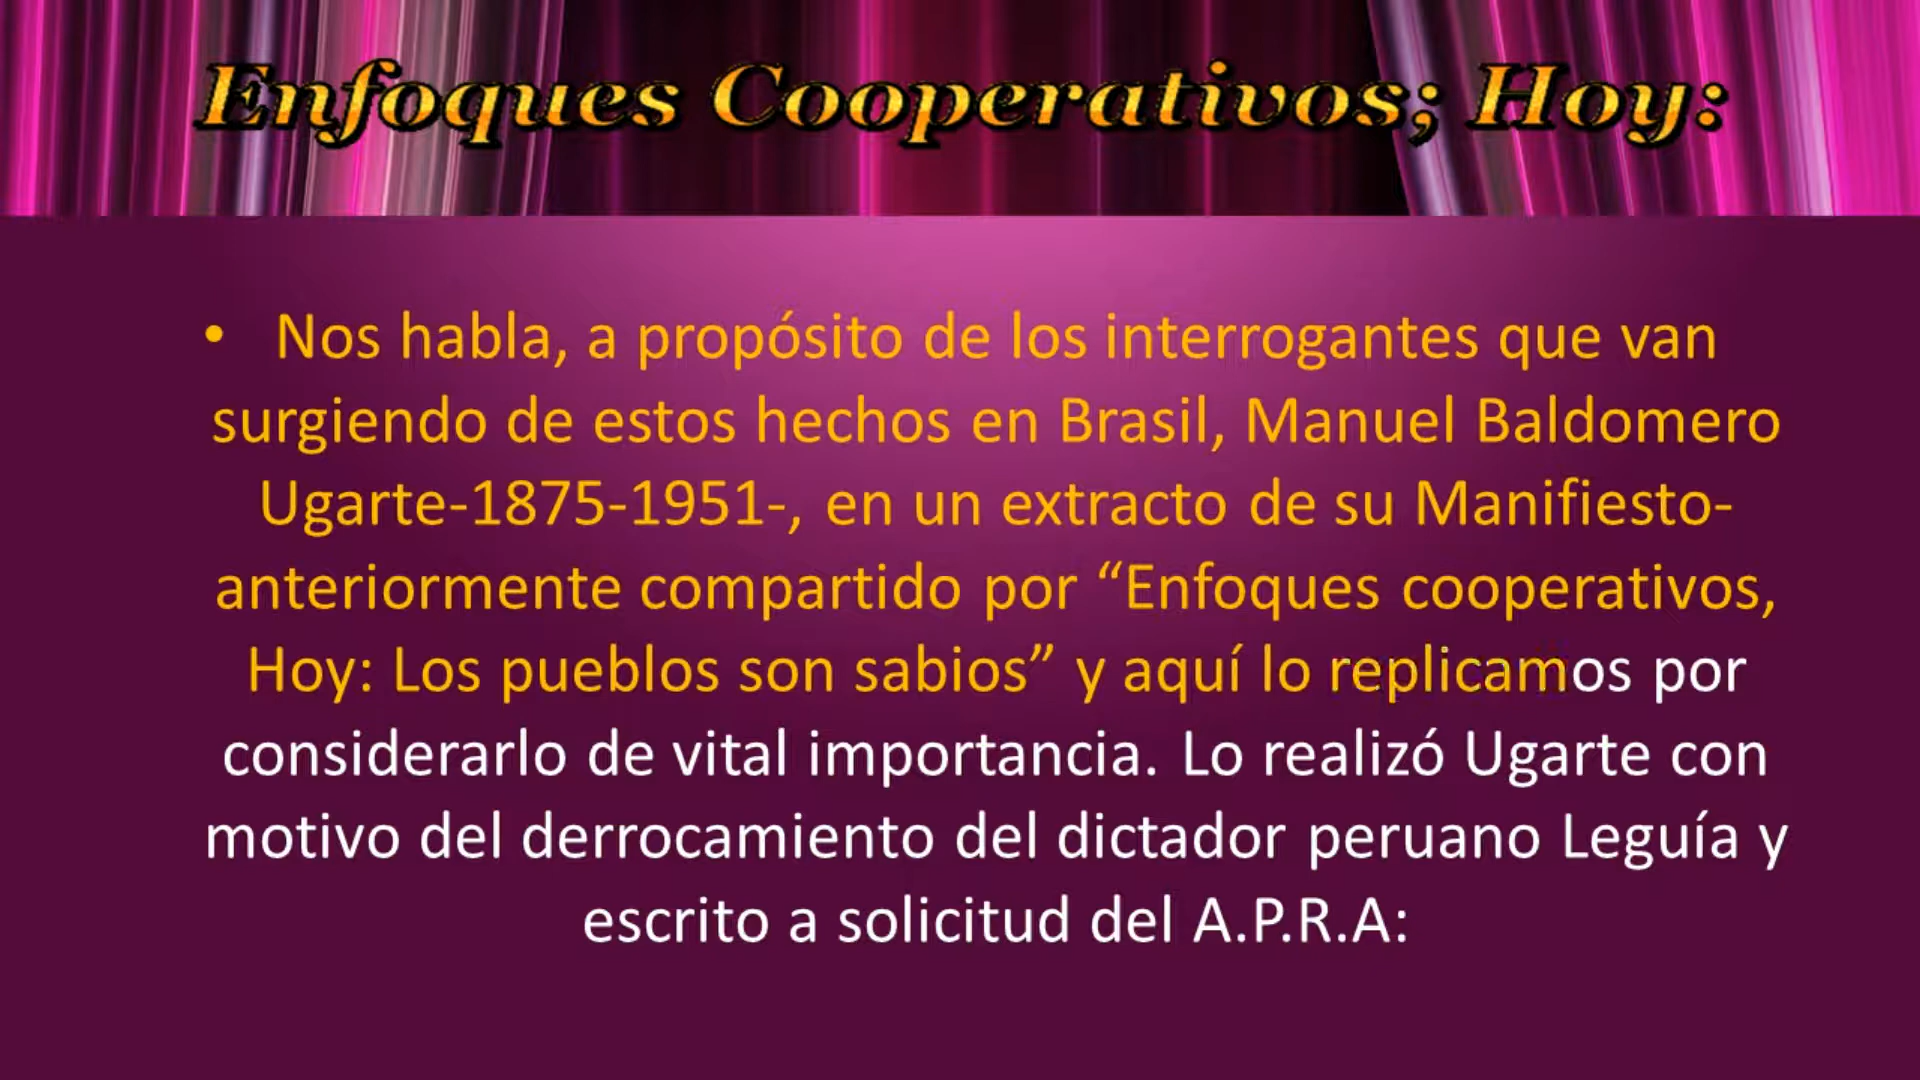 Enfoques Cooperativos; Hoy:
• Nos habla, a propósito de los interrogantes que van
surgiendo de estos hechos en Brasil, Manuel Baldomero
Ugarte-1875-1951-, en un extracto de su Manifiesto-
anteriormente compartido por “Enfoques cooperativos,
Hoy: Los pueblos son sabios” y aquí lo replicamos por
considerarlo de vital importancia. Lo realizó Ugarte con
motivo del derrocamiento del dictador peruano Leguía y
escrito a solicitud del A.P.R.A: